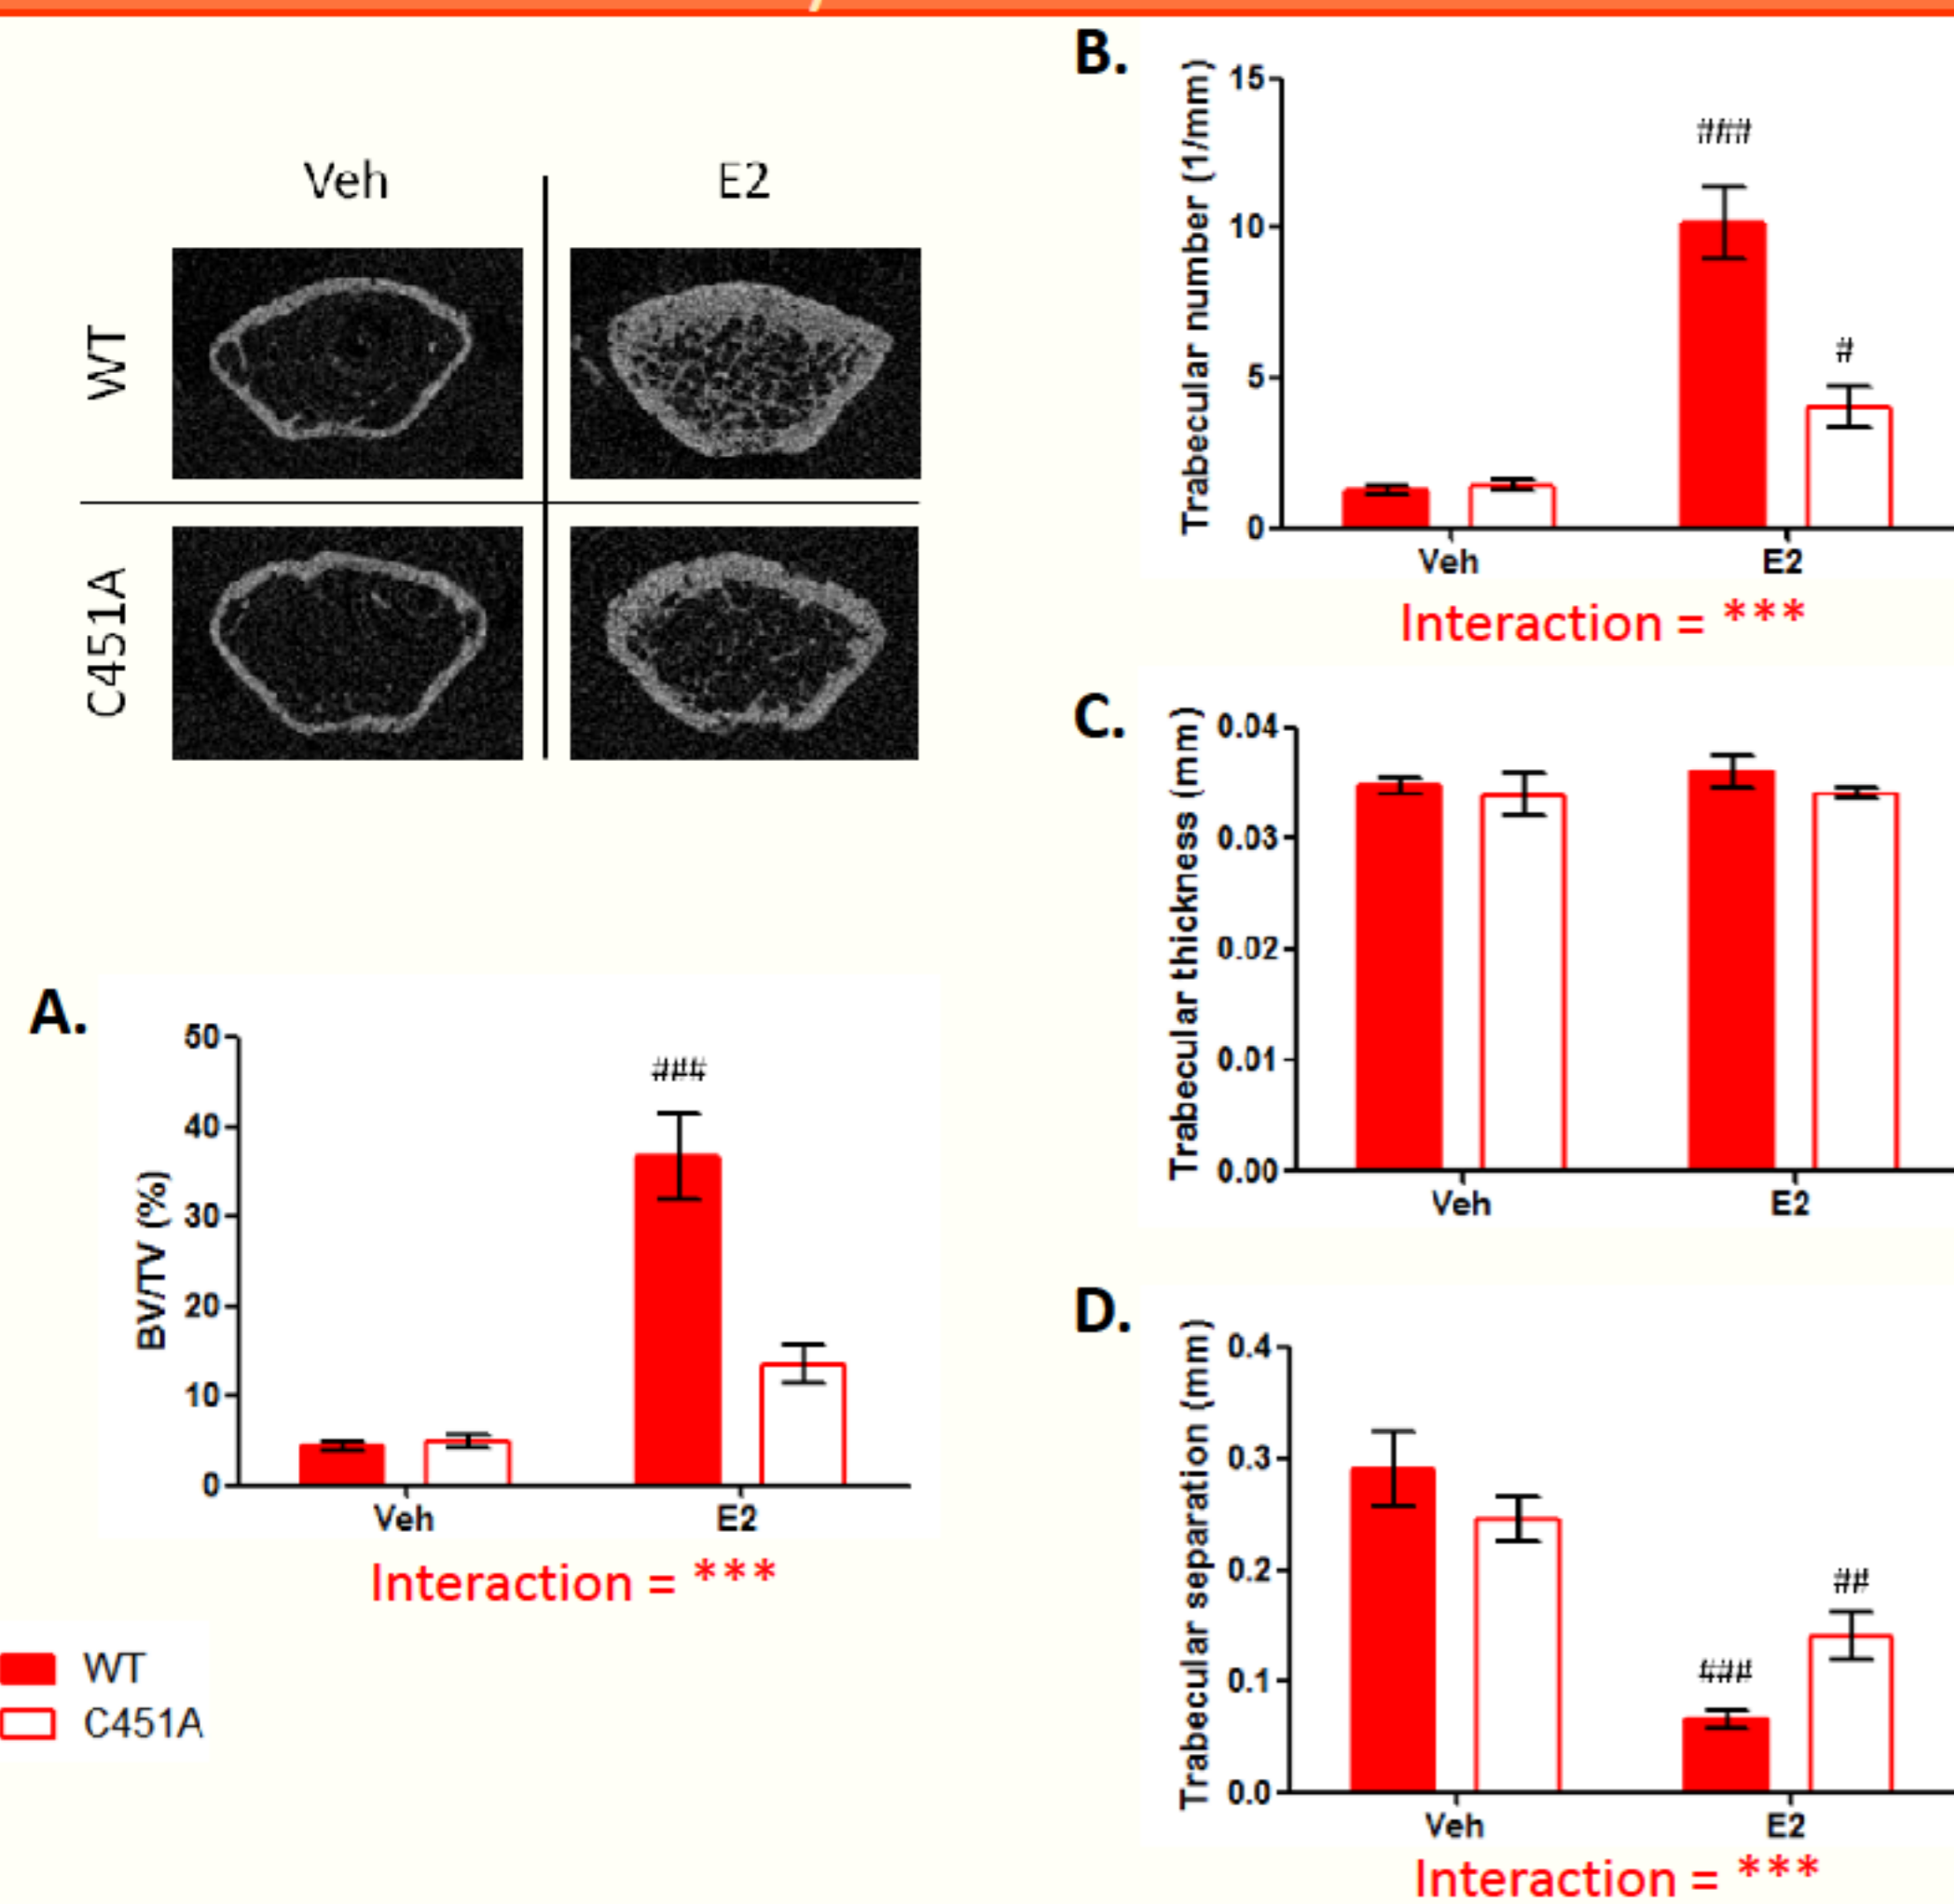 Veh E2
WT
C451A
A.
BV/TV (%)
50
40
30
20
10
0
###
Veh E2
Interaction = ***
WT
C451A
B.
Trabecular number (1/mm)
15
10
5
0
###
#
Veh E2
Interaction = ***
C.
Trabecular thickness (mm)
0.04
0.03
0.02
0.01
0.00
Veh E2
D.
Trabecular separation (mm)
0.4
0.3
0.2
0.1
0.0
##
###
Veh E2
Interaction = ***